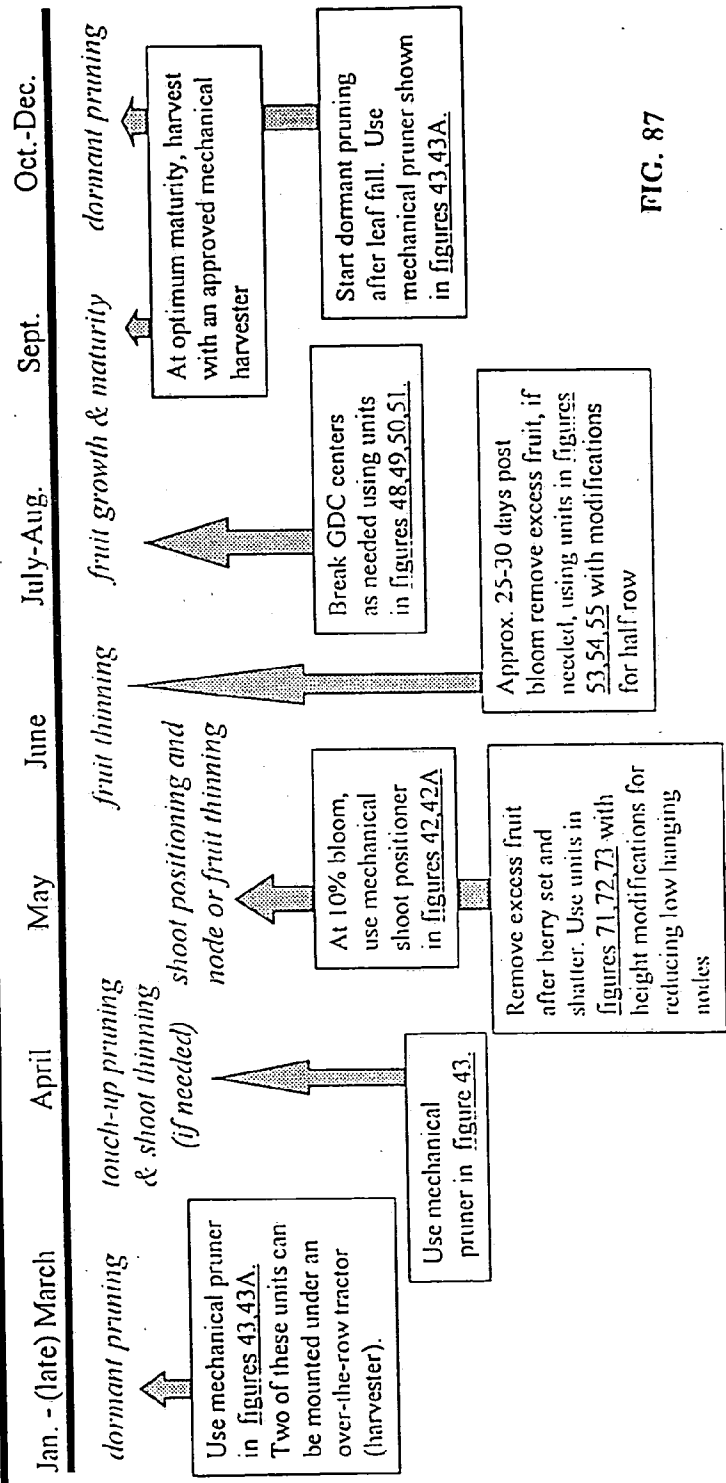 Jan. - (late) March
April
May
June
July-Aug.
Sept.
Oct.-Dec.
dormant pruning
touch-up pruning
& shoot thinning
(if needed)
shoot positioning and
node or fruit thinning
fruit thinning
fruit growth & maturity
dormant pruning
Use mechanical pruner
in figures 43,43A.
Two of these units can
be mounted under an
over-the-row tractor
(harvester).
Use mechanical
pruner in figure 43.
At 10% bloom,
use mechanical
shoot positioner
in figures 42,42A
Remove excess fruit
after berry set and
shatter. Use units in
figures 71,72,73 with
height modifications for
reducing low hanging
nodes
Approx. 25-30 days post
bloom remove excess fruit, if
needed, using units in figures
53,54,55 with modifications
for half row
Break GDC centers
as needed using units
in figures 48,49,50,51.
At optimum maturity, harvest
with an approved mechanical
harvester
Start dormant pruning
after leaf fall. Use
mechanical pruner shown
in figures 43,43A.
FIG. 87